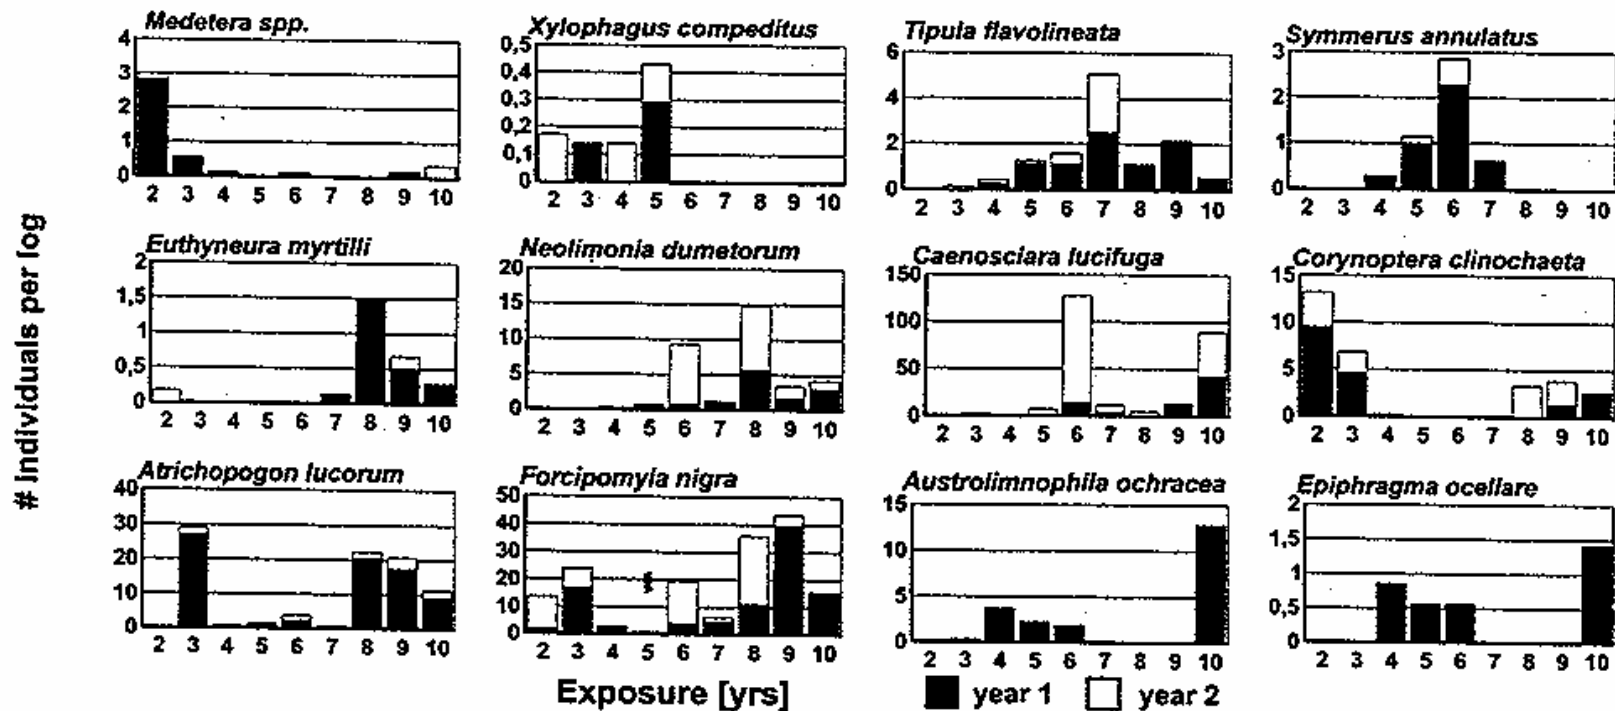 # individuals per log
Medetera spp.
4
3
2
1
0
2 3 4 5 6 7 8 9 10
Xylophagus compeditus
0,5
0,4
0,3
0,2
0,1
0
2 3 4 5 6 7 8 9 10
Tipula flavolineata
6
4
2
0
2 3 4 5 6 7 8 9 10
Symmerus annulatus
3
2
1
0
2 3 4 5 6 7 8 9 10
Euthyneura myrtilli
2
1,5
1
0,5
0
2 3 4 5 6 7 8 9 10
Neolimonia dumetorum
20
15
10
5
0
2 3 4 5 6 7 8 9 10
Caenosciara lucifuga
150
100
50
0
2 3 4 5 6 7 8 9 10
Corynoptera clinochaeta
15
10
5
0
2 3 4 5 6 7 8 9 10
Atrichopogon lucorum
40
30
20
10
0
2 3 4 5 6 7 8 9 10
Forcipomyia nigra
50
40
30
20
10
0
2 3 4 5 6 7 8 9 10
Austrolimnophila ochracea
15
10
5
0
2 3 4 5 6 7 8 9 10
Epiphragma ocellare
2
1,5
1
0,5
0
2 3 4 5 6 7 8 9 10
Exposure [yrs]
year 1 year 2